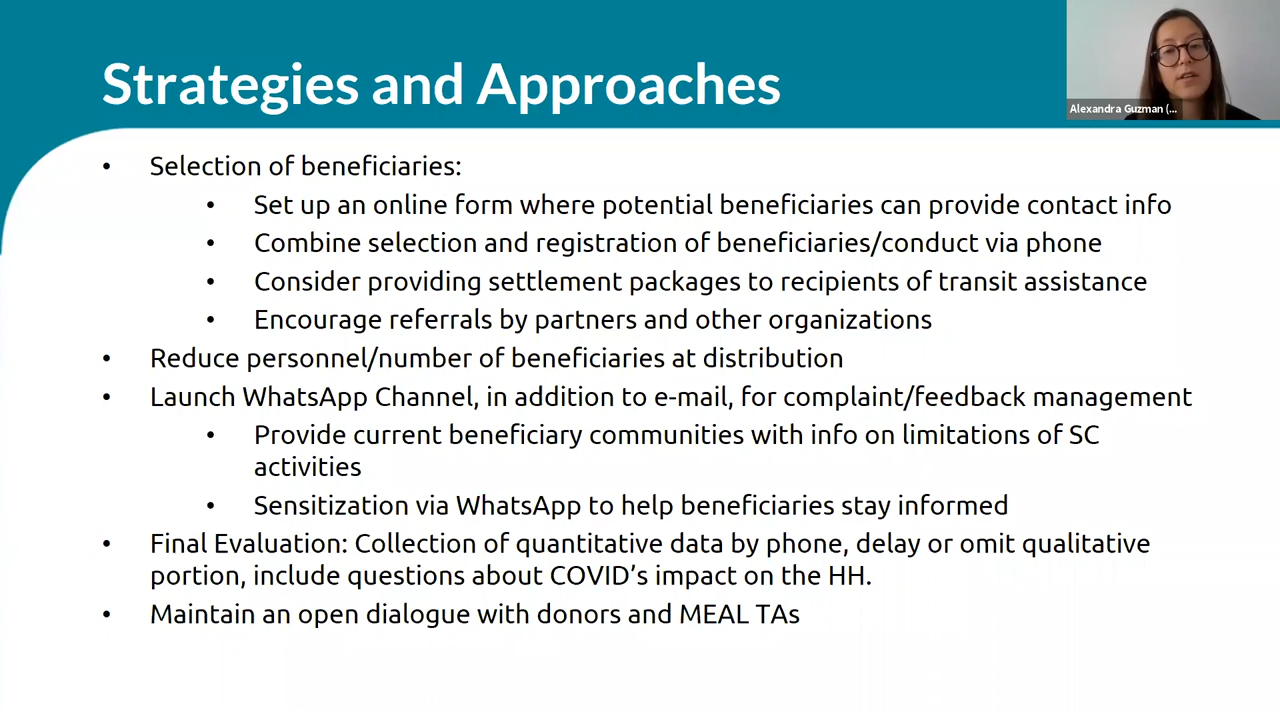 Strategies and Approaches
Alexandra Guzman (...
• Selection of beneficiaries:
• Set up an online form where potential beneficiaries can provide contact info
• Combine selection and registration of beneficiaries/conduct via phone
• Consider providing settlement packages to recipients of transit assistance
• Encourage referrals by partners and other organizations
• Reduce personnel/number of beneficiaries at distribution
• Launch WhatsApp Channel, in addition to e-mail, for complaint/feedback management
• Provide current beneficiary communities with info on limitations of SC
activities
• Sensitization via WhatsApp to help beneficiaries stay informed
• Final Evaluation: Collection of quantitative data by phone, delay or omit qualitative
portion, include questions about COVID’s impact on the HH.
• Maintain an open dialogue with donors and MEAL TAs